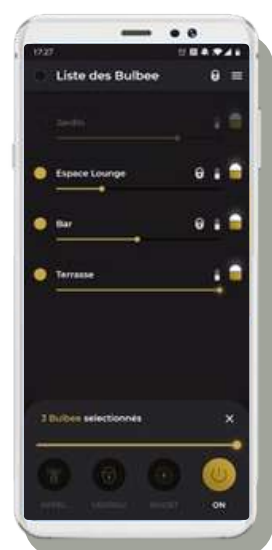 17:27
Liste des Bulbee
Jardin
Espace Lounge
Bar
Terrasse
3 Bulbee selectionnés
ON